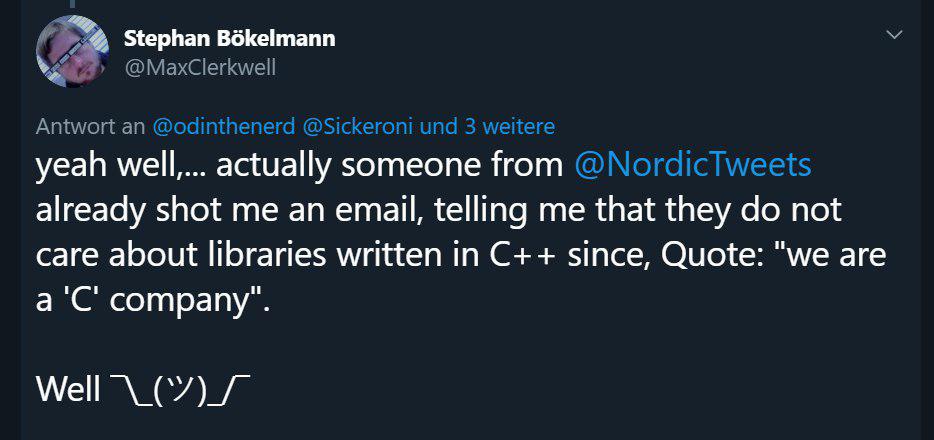 Stephan Bökelmann
@MaxClerkwell
Antwort an @odinthenerd @Sickeroni und 3 weitere
yeah well,... actually someone from @NordicTweets
already shot me an email, telling me that they do not
care about libraries written in C++ since, Quote: "we are
a 'C' company".
Well ¯\_(ツ)_/¯